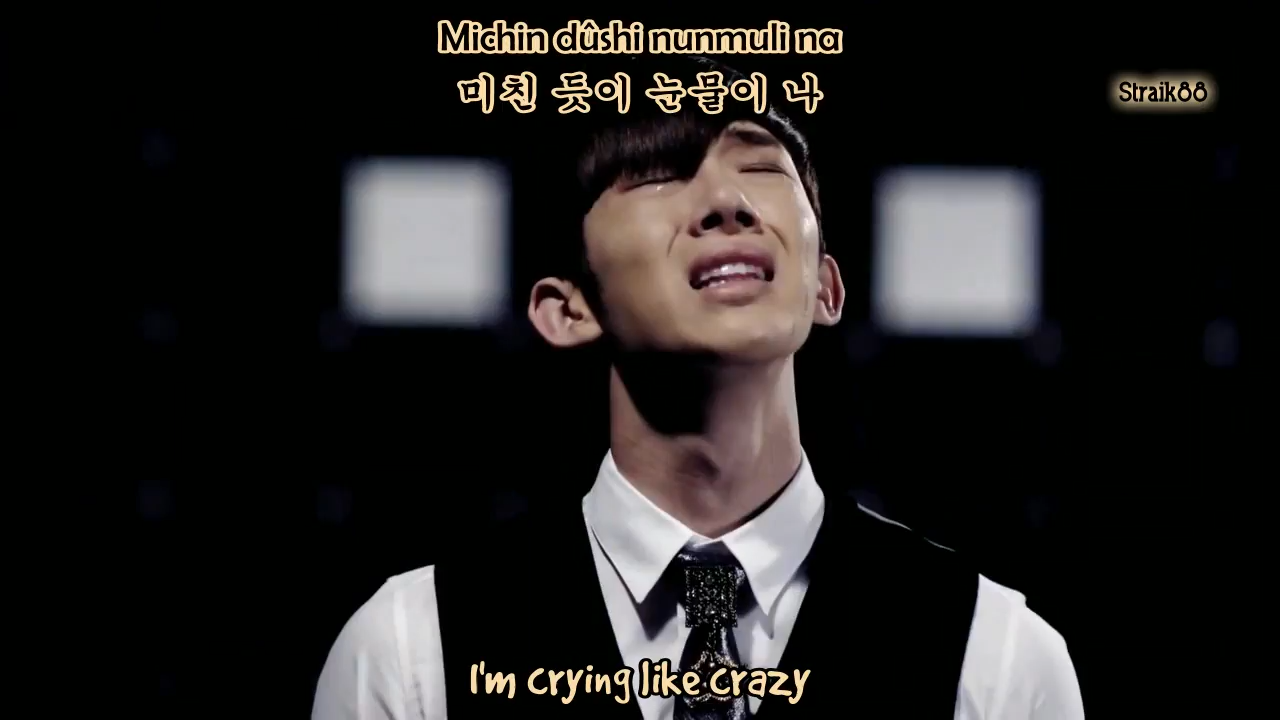 Michin dûshi nunmuli na
미친 듯이 눈물이 나
Straik88
I'm crying like crazy